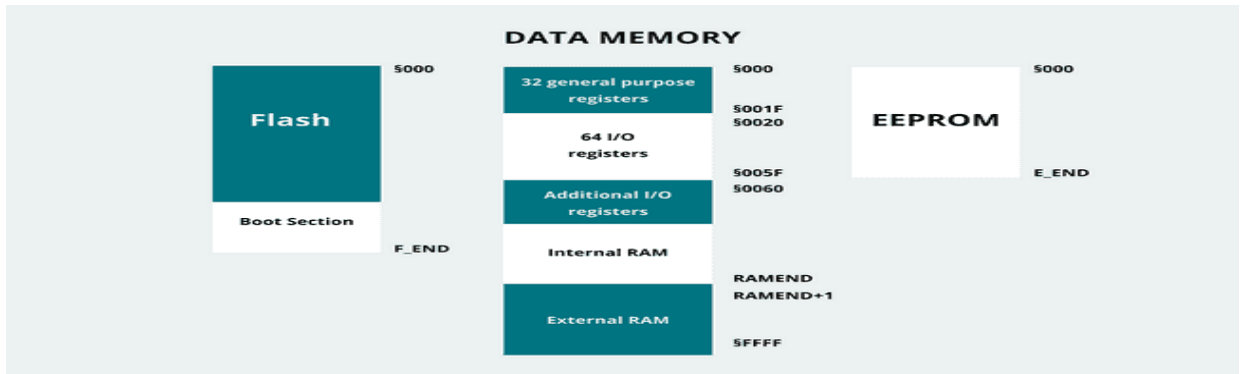 DATA MEMORY
Flash
Boot Section
$000
F_END
32 general purpose
registers
64 I/O
registers
Additional I/O
registers
Internal RAM
External RAM
$000
$001F
$0020
$005F
$0060
RAMEND
RAMEND+1
$FFFF
EEPROM
$000
E_END